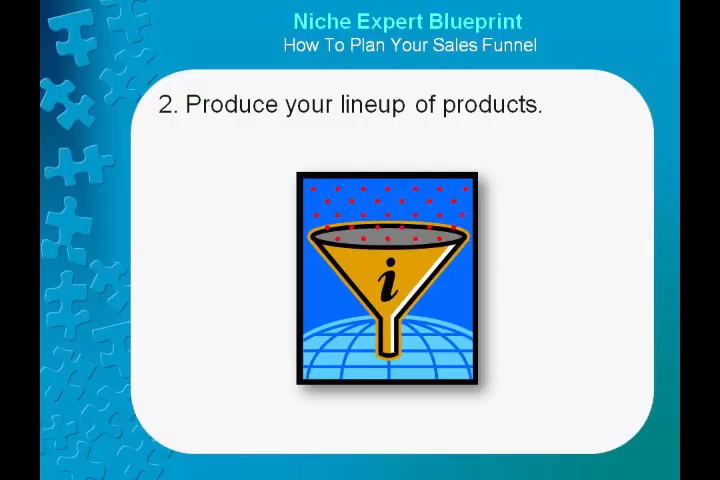 Niche Expert Blueprint
How To Plan Your Sales Funnel
2. Produce your lineup of products.
i